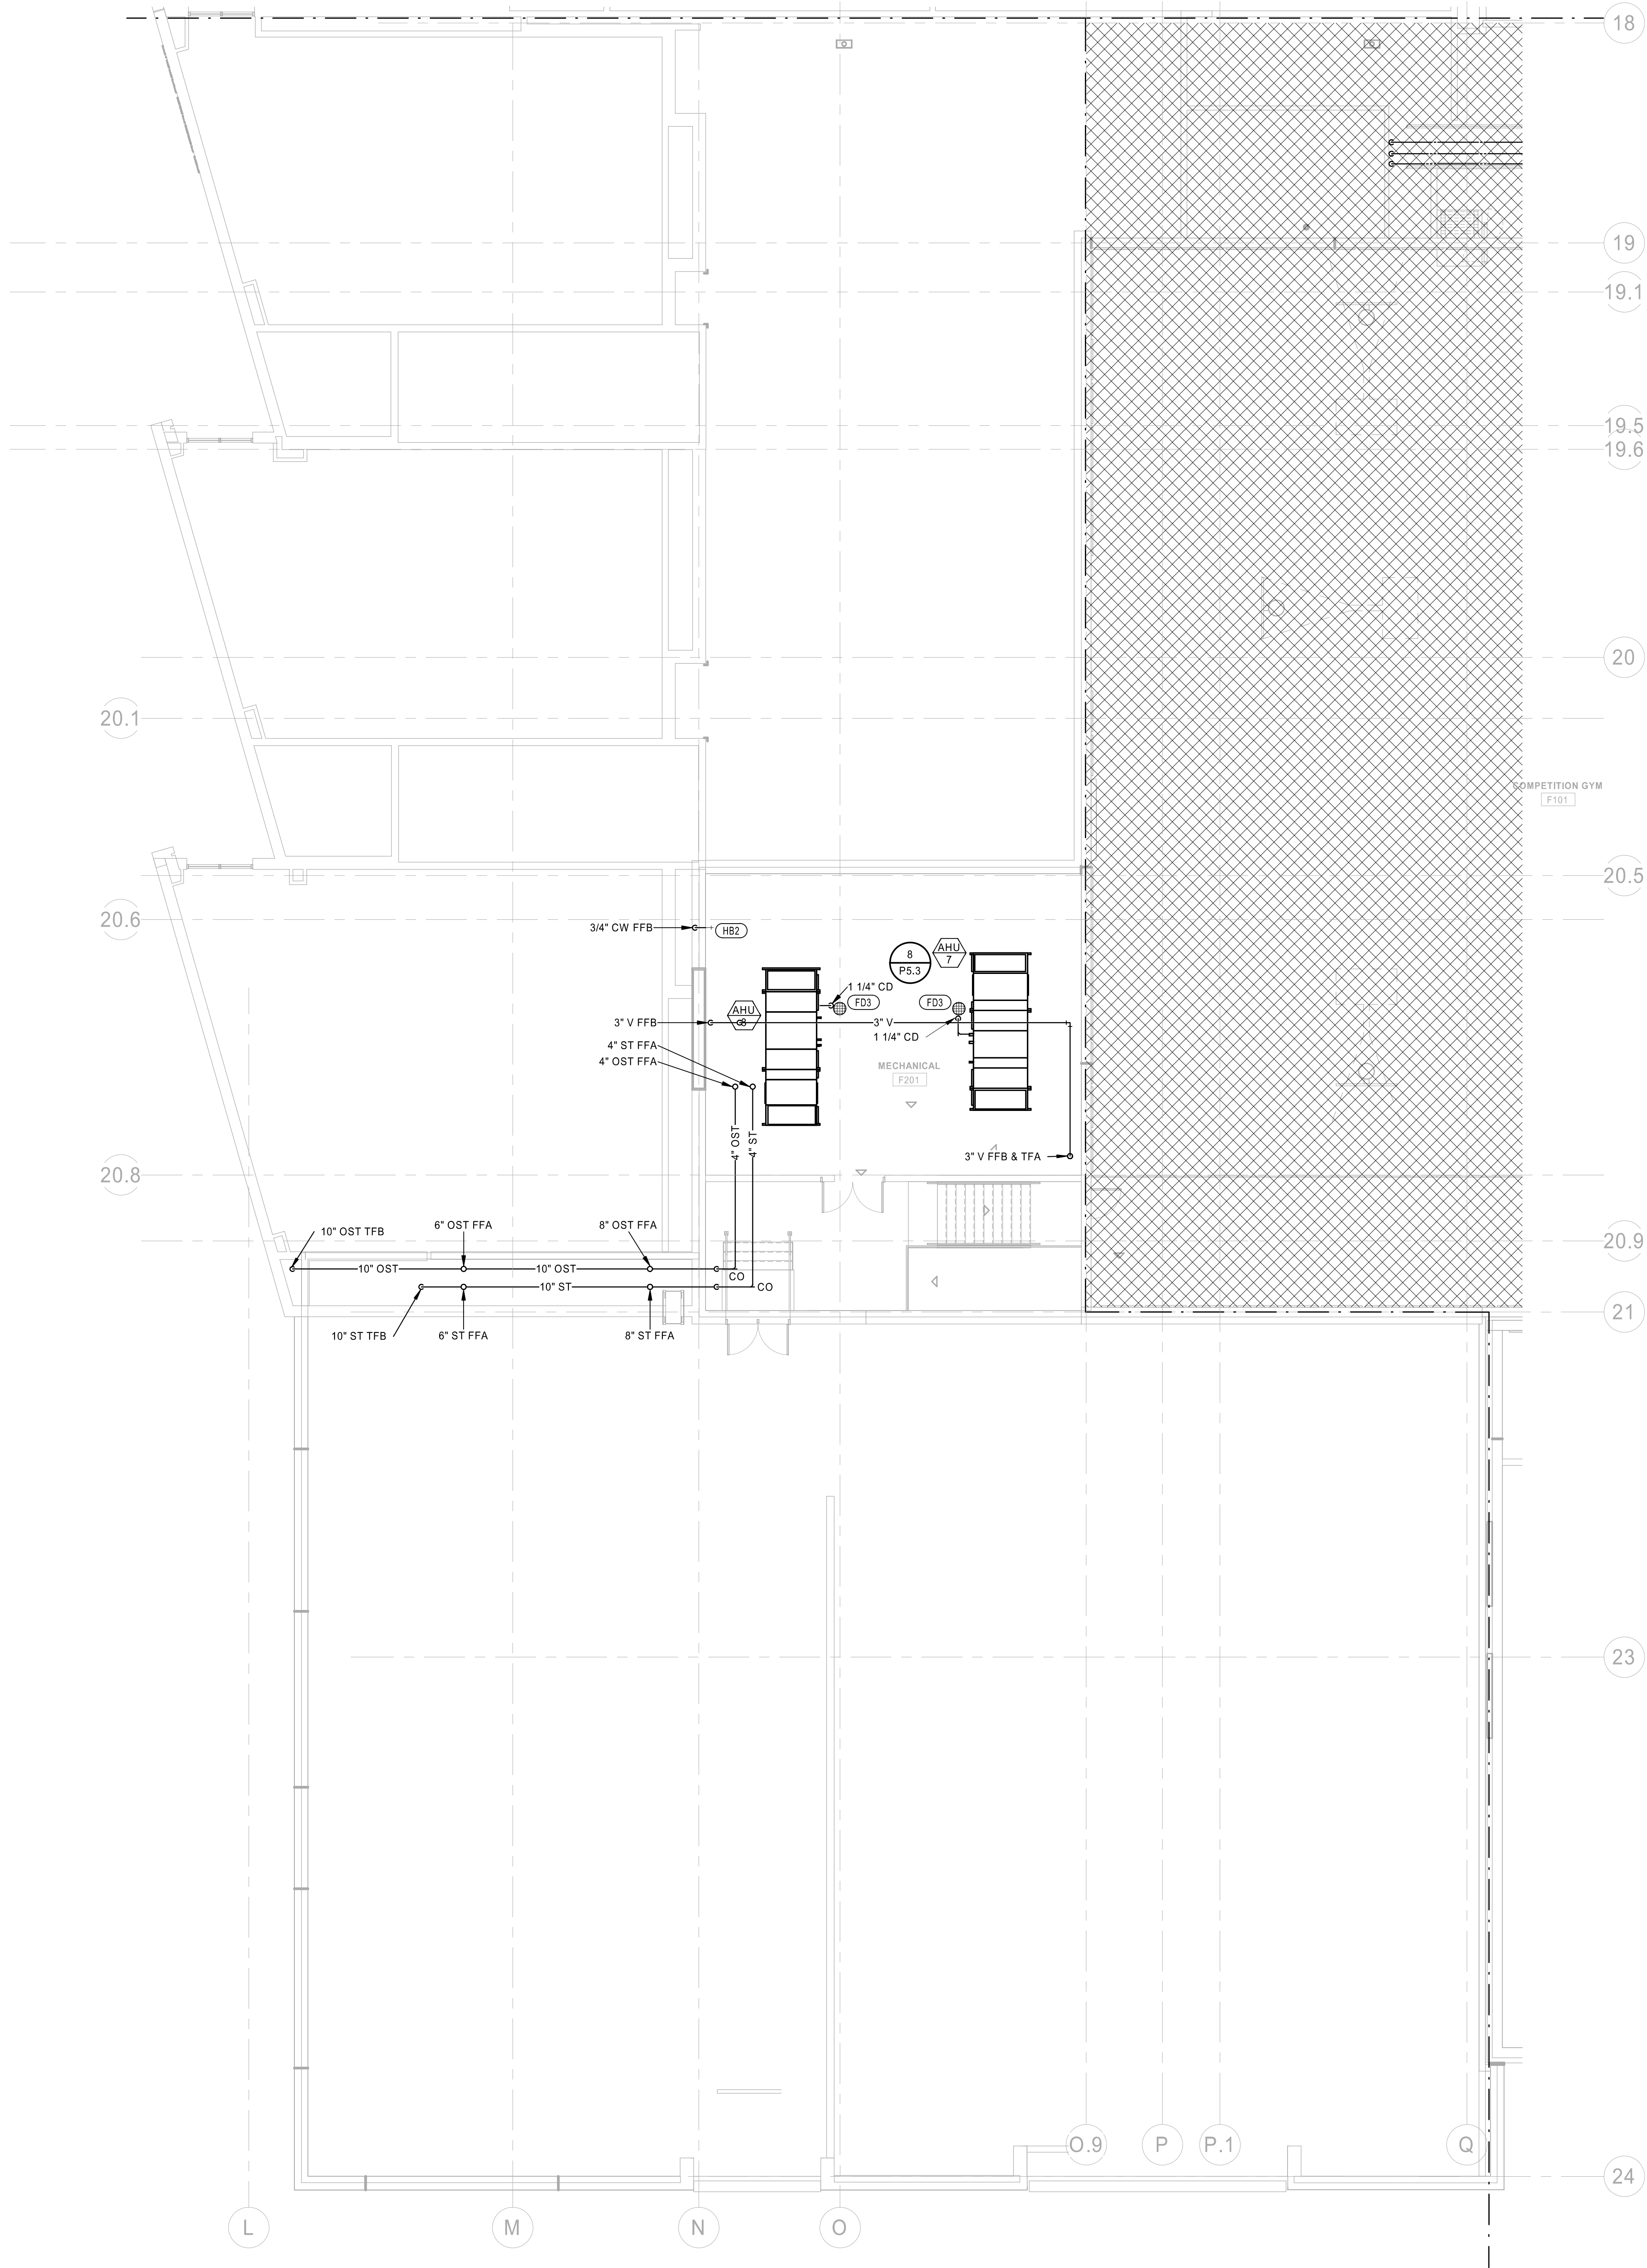 18
19
19.1
19.5
19.6
20
20.1
COMPETITION GYM
F101
20.5
20.6
3/4" CW FFB
HB2
8
P5.3
AHU
7
1 1/4" CD
FD3
FD3
AHU
8
3" V FFB
3" V
1 1/4" CD
4" ST FFA
4" OST FFA
MECHANICAL
F201
4" OST
4" ST
3" V FFB & TFA
20.8
10" OST TFB
6" OST FFA
8" OST FFA
20.9
10" OST
10" OST
CO
10" ST
CO
21
10" ST TFB
6" ST FFA
8" ST FFA
23
O.9
P
P.1
Q
24
L
M
N
O